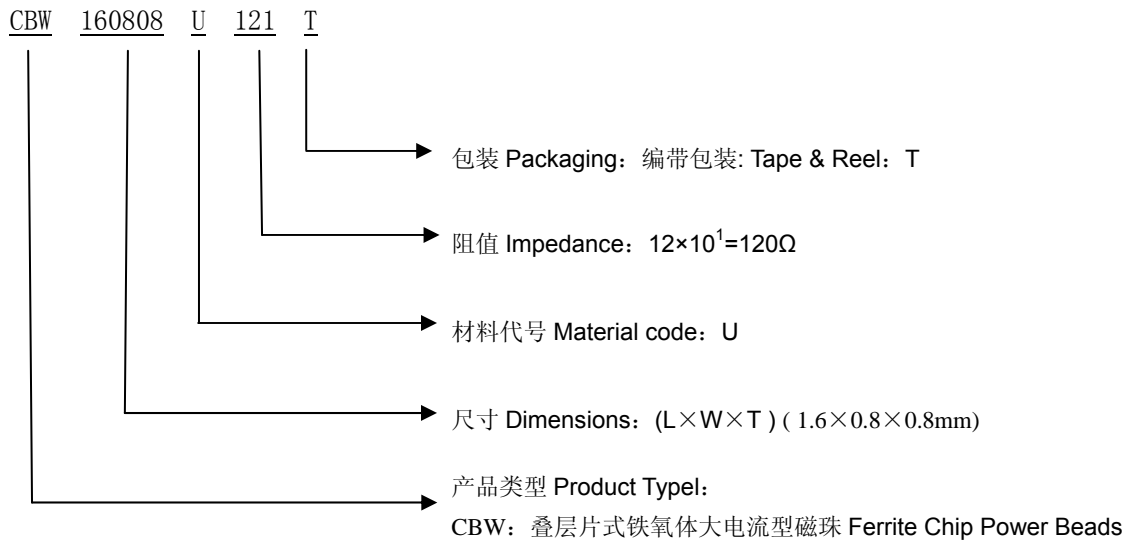 CBW 160808 U 121 T
包装 Packaging：编带包装: Tape & Reel：T
阻值 Impedance：12×10¹=120Ω
材料代号 Material code：U
尺寸 Dimensions：(L×W×T ) ( 1.6×0.8×0.8mm)
产品类型 Product Typel：
CBW：叠层片式铁氧体大电流型磁珠 Ferrite Chip Power Beads